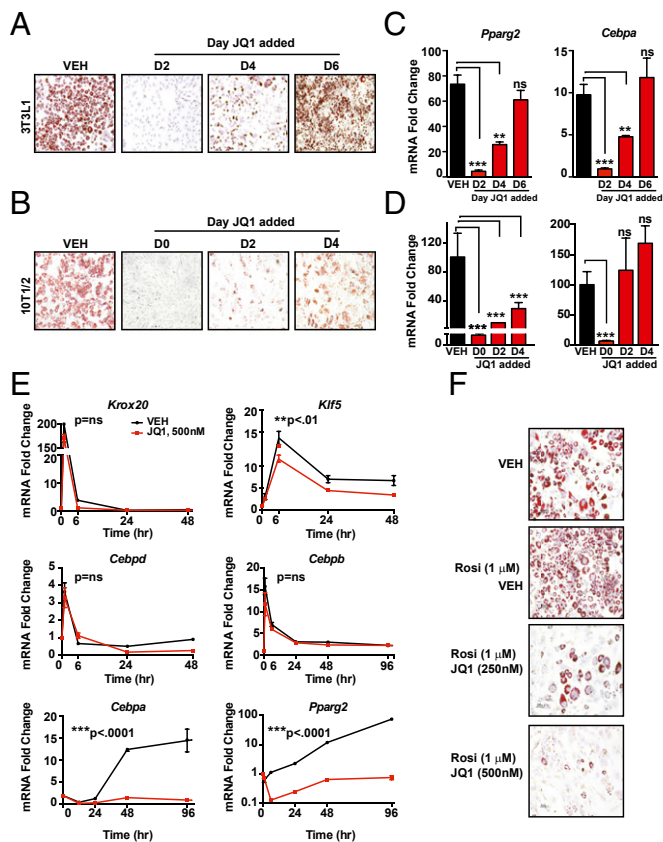 A
Day JQ1 added
VEH D2 D4 D6
3T3L1
B
Day JQ1 added
VEH D0 D2 D4
10T1/2
C
Pparg2 Cebpa
mRNA Fold Change
100
80
60
40
20
0
*** ** ns
VEH D2 D4 D6
Day JQ1 added
15
10
5
0
*** ** ns
D2 D4 D6
Day JQ1 added
D
mRNA Fold Change
120
80
40
0
*** *** ***
VEH D0 D2 D4
JQ1 added
200
150
100
50
0
*** ns ns
VEH D0 D2 D4
JQ1 added
E
Krox20
mRNA Fold Change
200
150
20
10
0
p=ns
VEH
JQ1, 500nM
0 6 24 48
Time (hr)
Klf5
mRNA Fold Change
20
15
10
5
0
**p<.01
0 6 24 48
Time (hr)
Cebpd
mRNA Fold Change
5
4
3
2
1
0
p=ns
0 6 24 48
Time (hr)
Cebpb
mRNA Fold Change
20
15
10
5
0
p=ns
0 6 24 48 96
Time (hr)
Cebpa
mRNA Fold Change
20
15
10
5
0
***p<.0001
0 24 48 96
Time (hr)
Pparg2
mRNA Fold Change
100
10
1
0.1
***p<.0001
0 24 48 96
Time (hr)
F
VEH
Rosi (1 µM)
VEH
Rosi (1 µM)
JQ1 (250nM)
Rosi (1 µM)
JQ1 (500nM)